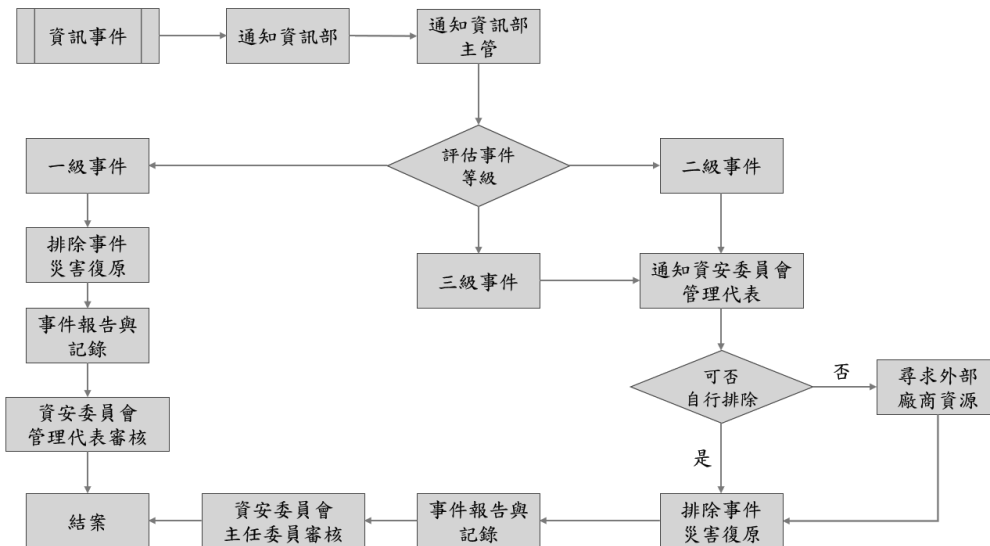 資訊事件
通知資訊部
通知資訊部
主管
評估事件
等級
一級事件
二級事件
排除事件
災害復原
三級事件
通知資安委員會
管理代表
事件報告與
記錄
可否
自行排除
否
尋求外部
廠商資源
資安委員會
管理代表審核
是
結案
資安委員會
主任委員審核
事件報告與
記錄
排除事件
災害復原